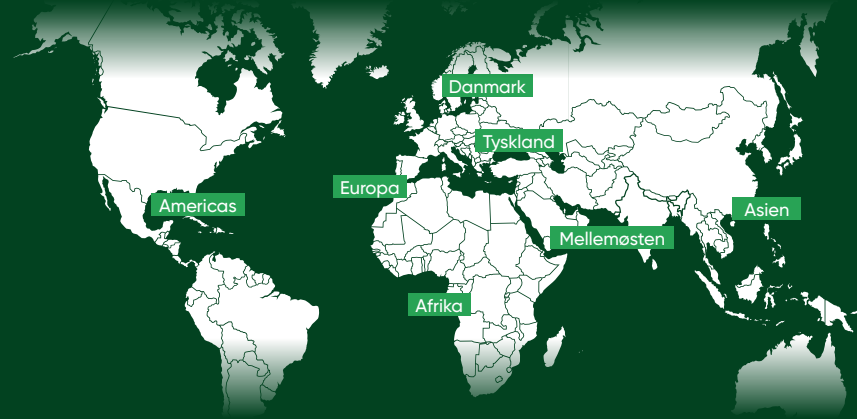 Danmark
Tyskland
Europa
Americas
Asien
Mellemøsten
Afrika